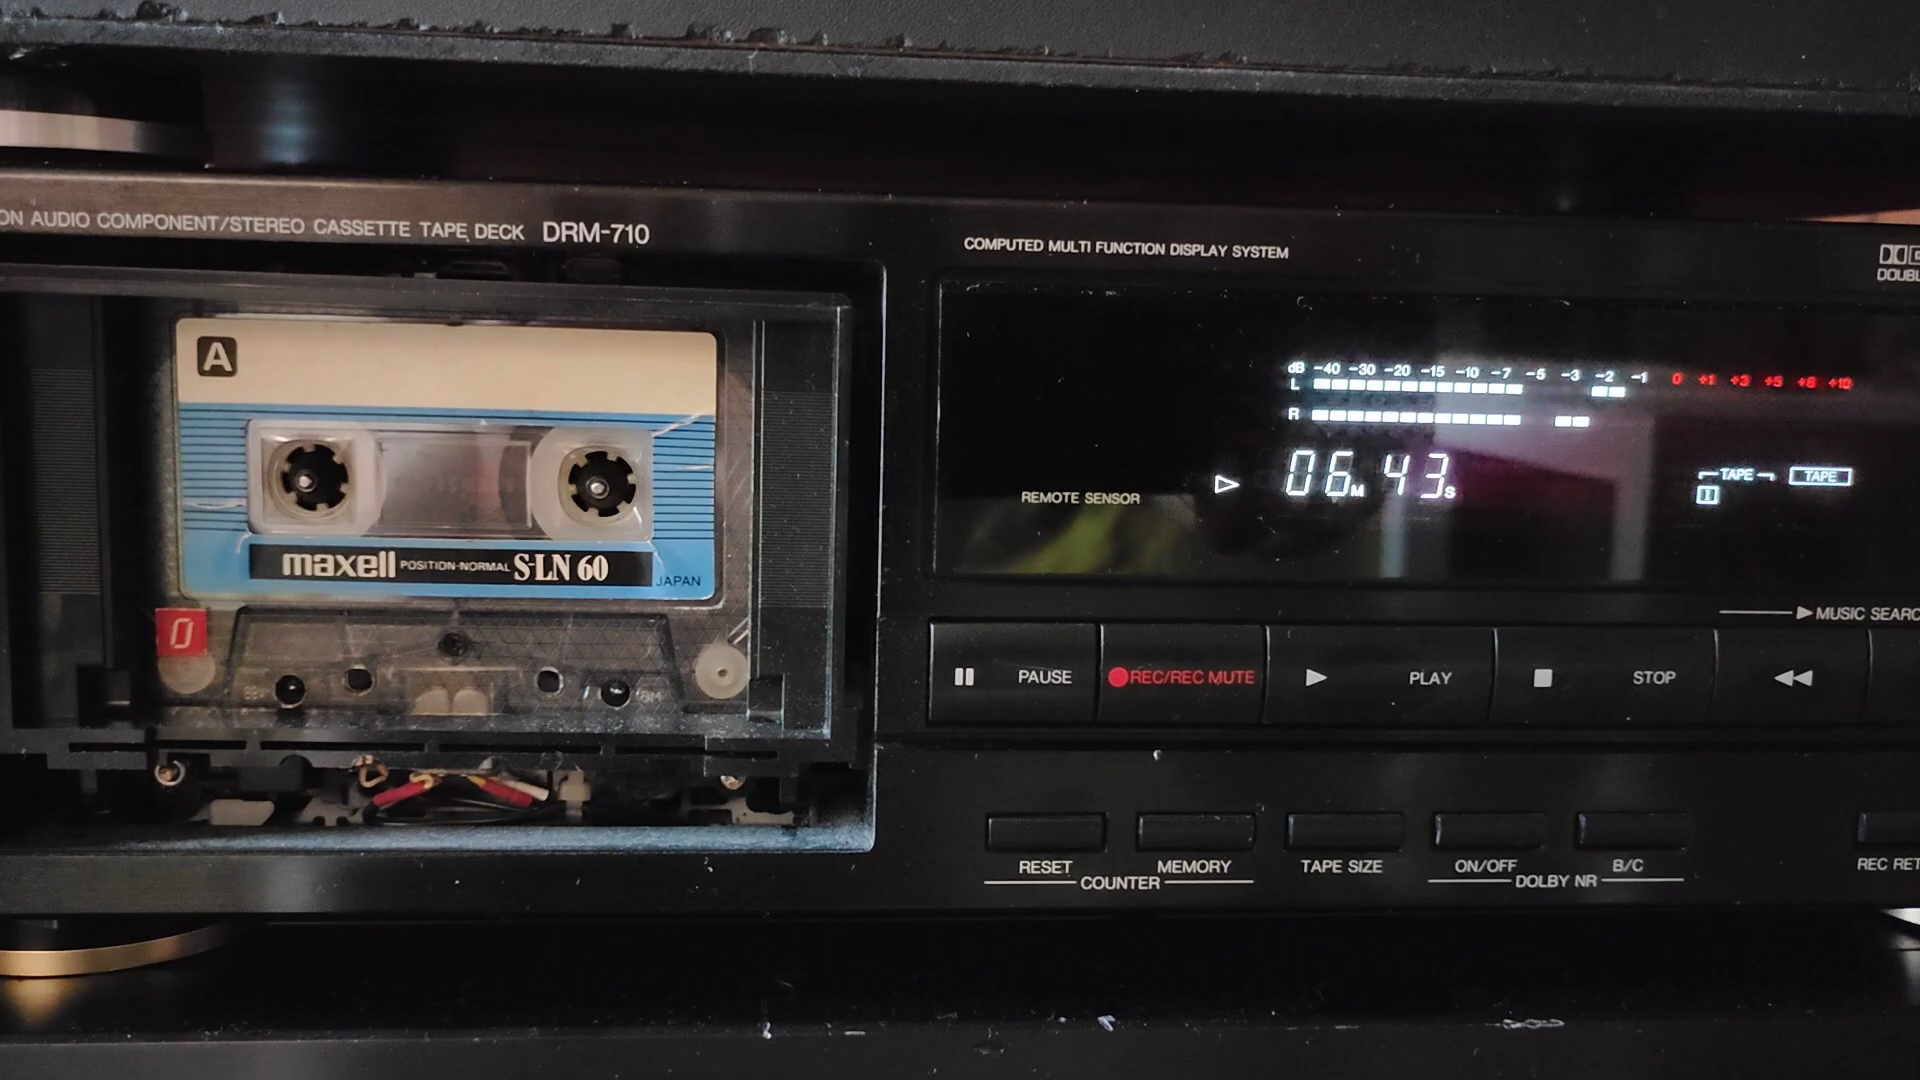 ON AUDIO COMPONENT/STEREO CASSETTE TAPE DECK DRM-710
COMPUTED MULTI FUNCTION DISPLAY SYSTEM
DOUBL
A
maxell POSITION·NORMAL S-LN 60
JAPAN
0
dB -40 -30 -20 -15 -10 -7 -5 -3 -2 -1 0 +1 +3 +5 +8 +10
L
R
06M 43S
TAPE TAPE
I
REMOTE SENSOR
MUSIC SEARC
PAUSE REC/REC MUTE PLAY STOP
RESET MEMORY TAPE SIZE ON/OFF B/C REC RET
COUNTER DOLBY NR